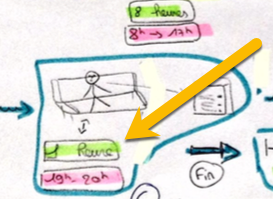 8 heures
8h → 17h
1 Heure
19h - 20h
Fin